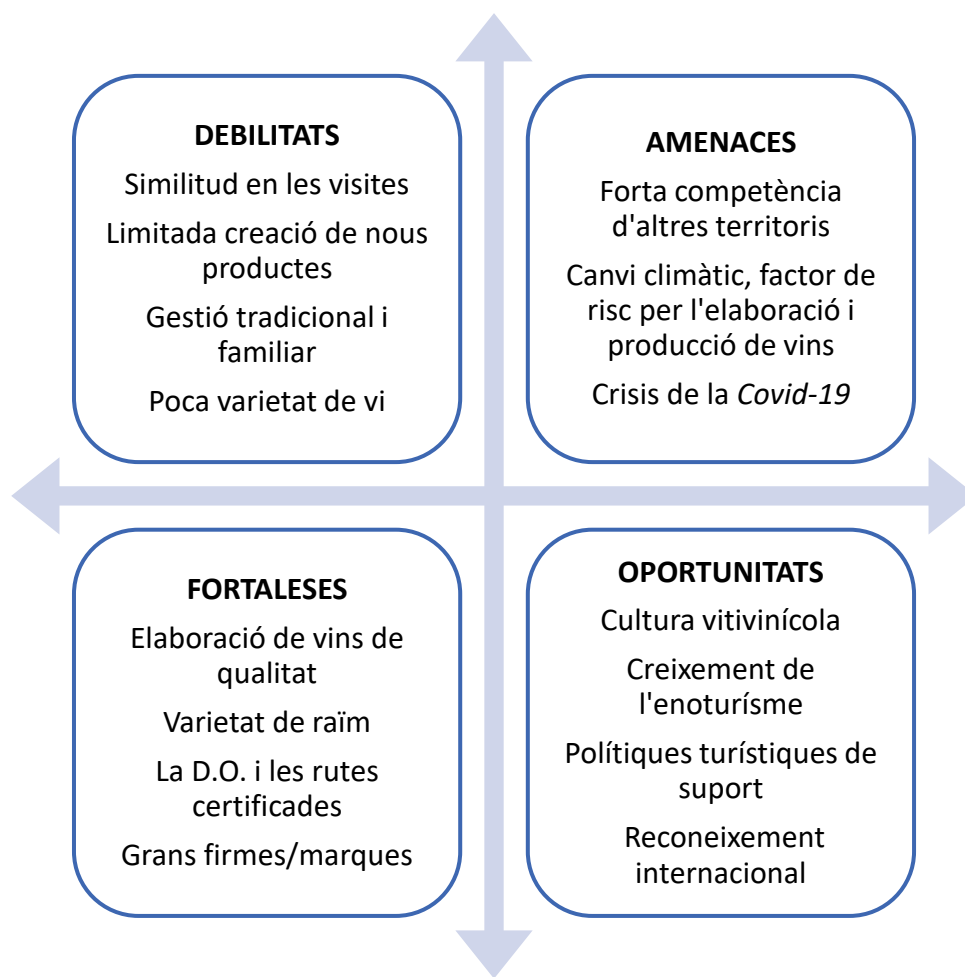 DEBILITATS
Similitud en les visites
Limitada creació de nous
productes
Gestió tradicional i
familiar
Poca varietat de vi
AMENACES
Forta competència
d'altres territoris
Canvi climàtic, factor de
risc per l'elaboració i
producció de vins
Crisis de la Covid-19
FORTALESES
Elaboració de vins de
qualitat
Varietat de raïm
La D.O. i les rutes
certificades
Grans firmes/marques
OPORTUNITATS
Cultura vitivinícola
Creixement de
l'enoturísme
Polítiques turístiques de
suport
Reconeixement
internacional